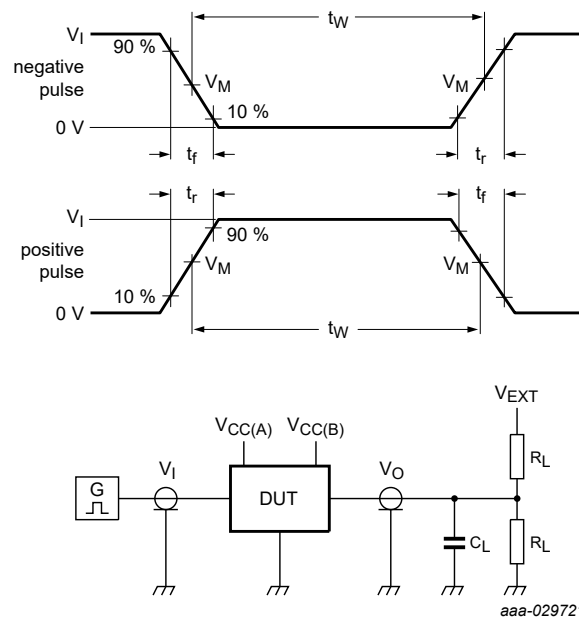 V_I
t_W
90 %
negative
pulse
V_M
V_M
10 %
0 V
t_f
t_r
t_r
t_f
V_I
90 %
positive
pulse
V_M
V_M
10 %
0 V
t_W
V_EXT
V_CC(A)
V_CC(B)
R_L
V_I
V_O
G
DUT
C_L
R_L
aaa-02972